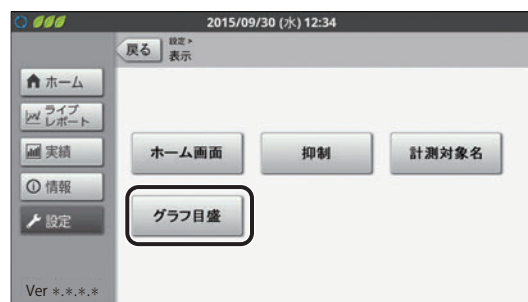 2015/09/30 (水) 12:34
戻る
設定 ▸
表示
ホーム
ライブ
レポート
実績
情報
設定
ホーム画面
抑制
計測対象名
グラフ目盛
Ver *.*.*.*